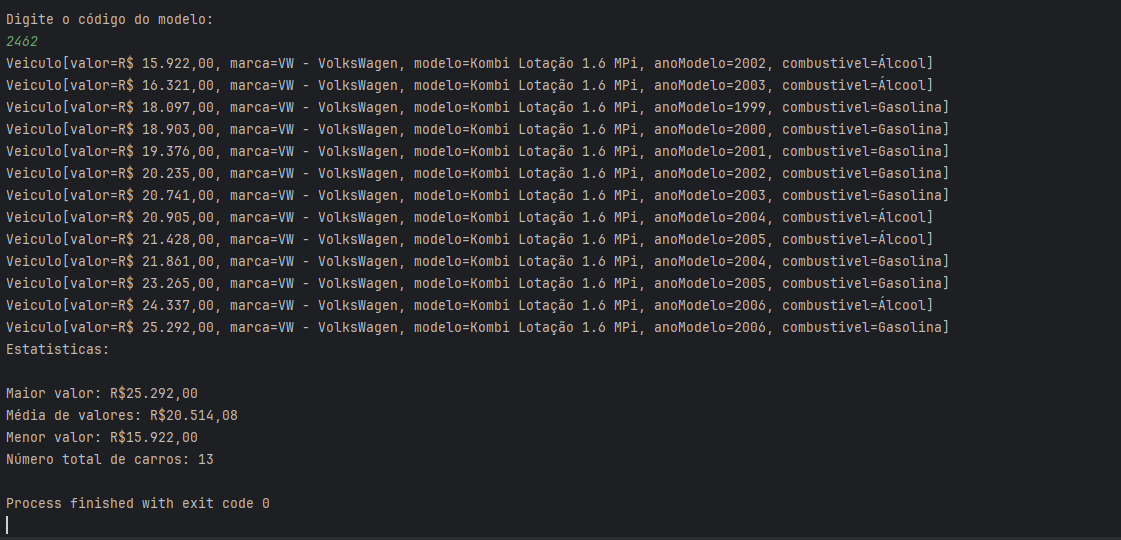 Digite o código do modelo:
2462
Veiculo[valor=R$ 15.922,00, marca=VW - VolksWagen, modelo=Kombi Lotação 1.6 MPi, anoModelo=2002, combustivel=Álcool]
Veiculo[valor=R$ 16.321,00, marca=VW - VolksWagen, modelo=Kombi Lotação 1.6 MPi, anoModelo=2003, combustivel=Álcool]
Veiculo[valor=R$ 18.097,00, marca=VW - VolksWagen, modelo=Kombi Lotação 1.6 MPi, anoModelo=1999, combustivel=Gasolina]
Veiculo[valor=R$ 18.903,00, marca=VW - VolksWagen, modelo=Kombi Lotação 1.6 MPi, anoModelo=2000, combustivel=Gasolina]
Veiculo[valor=R$ 19.376,00, marca=VW - VolksWagen, modelo=Kombi Lotação 1.6 MPi, anoModelo=2001, combustivel=Gasolina]
Veiculo[valor=R$ 20.235,00, marca=VW - VolksWagen, modelo=Kombi Lotação 1.6 MPi, anoModelo=2002, combustivel=Gasolina]
Veiculo[valor=R$ 20.741,00, marca=VW - VolksWagen, modelo=Kombi Lotação 1.6 MPi, anoModelo=2003, combustivel=Gasolina]
Veiculo[valor=R$ 20.905,00, marca=VW - VolksWagen, modelo=Kombi Lotação 1.6 MPi, anoModelo=2004, combustivel=Álcool]
Veiculo[valor=R$ 21.428,00, marca=VW - VolksWagen, modelo=Kombi Lotação 1.6 MPi, anoModelo=2005, combustivel=Álcool]
Veiculo[valor=R$ 21.861,00, marca=VW - VolksWagen, modelo=Kombi Lotação 1.6 MPi, anoModelo=2004, combustivel=Gasolina]
Veiculo[valor=R$ 23.265,00, marca=VW - VolksWagen, modelo=Kombi Lotação 1.6 MPi, anoModelo=2005, combustivel=Gasolina]
Veiculo[valor=R$ 24.337,00, marca=VW - VolksWagen, modelo=Kombi Lotação 1.6 MPi, anoModelo=2006, combustivel=Álcool]
Veiculo[valor=R$ 25.292,00, marca=VW - VolksWagen, modelo=Kombi Lotação 1.6 MPi, anoModelo=2006, combustivel=Gasolina]
Estatisticas:
Maior valor: R$25.292,00
Média de valores: R$20.514,08
Menor valor: R$15.922,00
Número total de carros: 13
Process finished with exit code 0